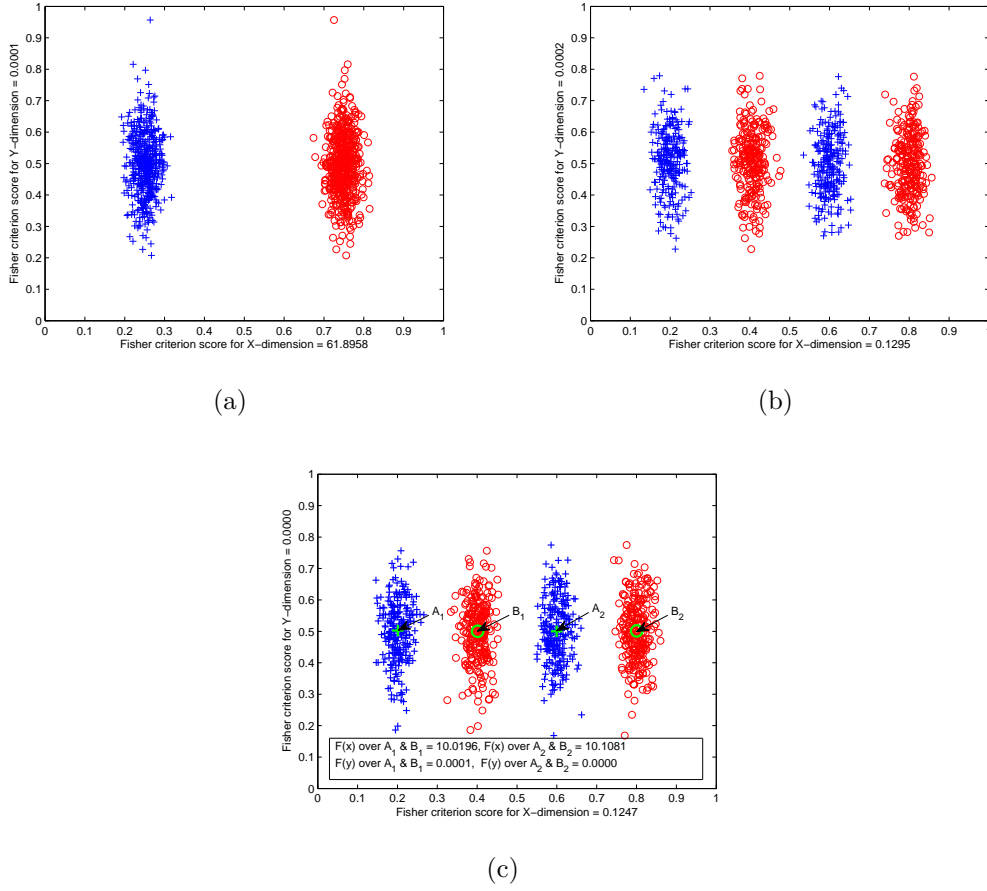 1
0.9
0.8
0.7
0.6
0.5
0.4
0.3
0.2
0.1
0
Fisher criterion score for Y−dimension = 0.0001
0 0.1 0.2 0.3 0.4 0.5 0.6 0.7 0.8 0.9 1
Fisher criterion score for X−dimension = 61.8958
(a)
1
0.9
0.8
0.7
0.6
0.5
0.4
0.3
0.2
0.1
0
Fisher criterion score for Y−dimension = 0.0002
0 0.1 0.2 0.3 0.4 0.5 0.6 0.7 0.8 0.9 1
Fisher criterion score for X−dimension = 0.1295
(b)
1
0.9
0.8
0.7
0.6
0.5
0.4
0.3
0.2
0.1
0
Fisher criterion score for Y−dimension = 0.0000
A1 B1 A2 B2
F(x) over A1 & B1 = 10.0196, F(x) over A2 & B2 = 10.1081
F(y) over A1 & B1 = 0.0001, F(y) over A2 & B2 = 0.0000
0 0.1 0.2 0.3 0.4 0.5 0.6 0.7 0.8 0.9 1
Fisher criterion score for X−dimension = 0.1247
(c)